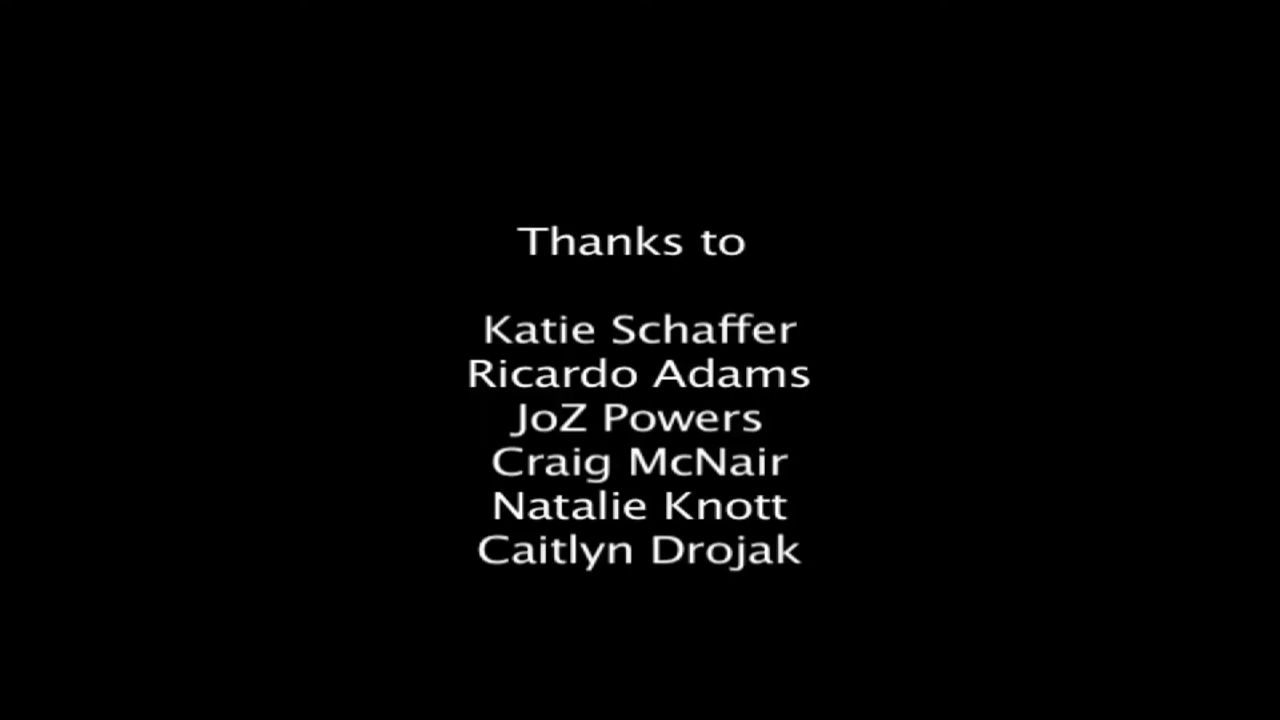 Thanks to
Katie Schaffer
Ricardo Adams
JoZ Powers
Craig McNair
Natalie Knott
Caitlyn Drojak